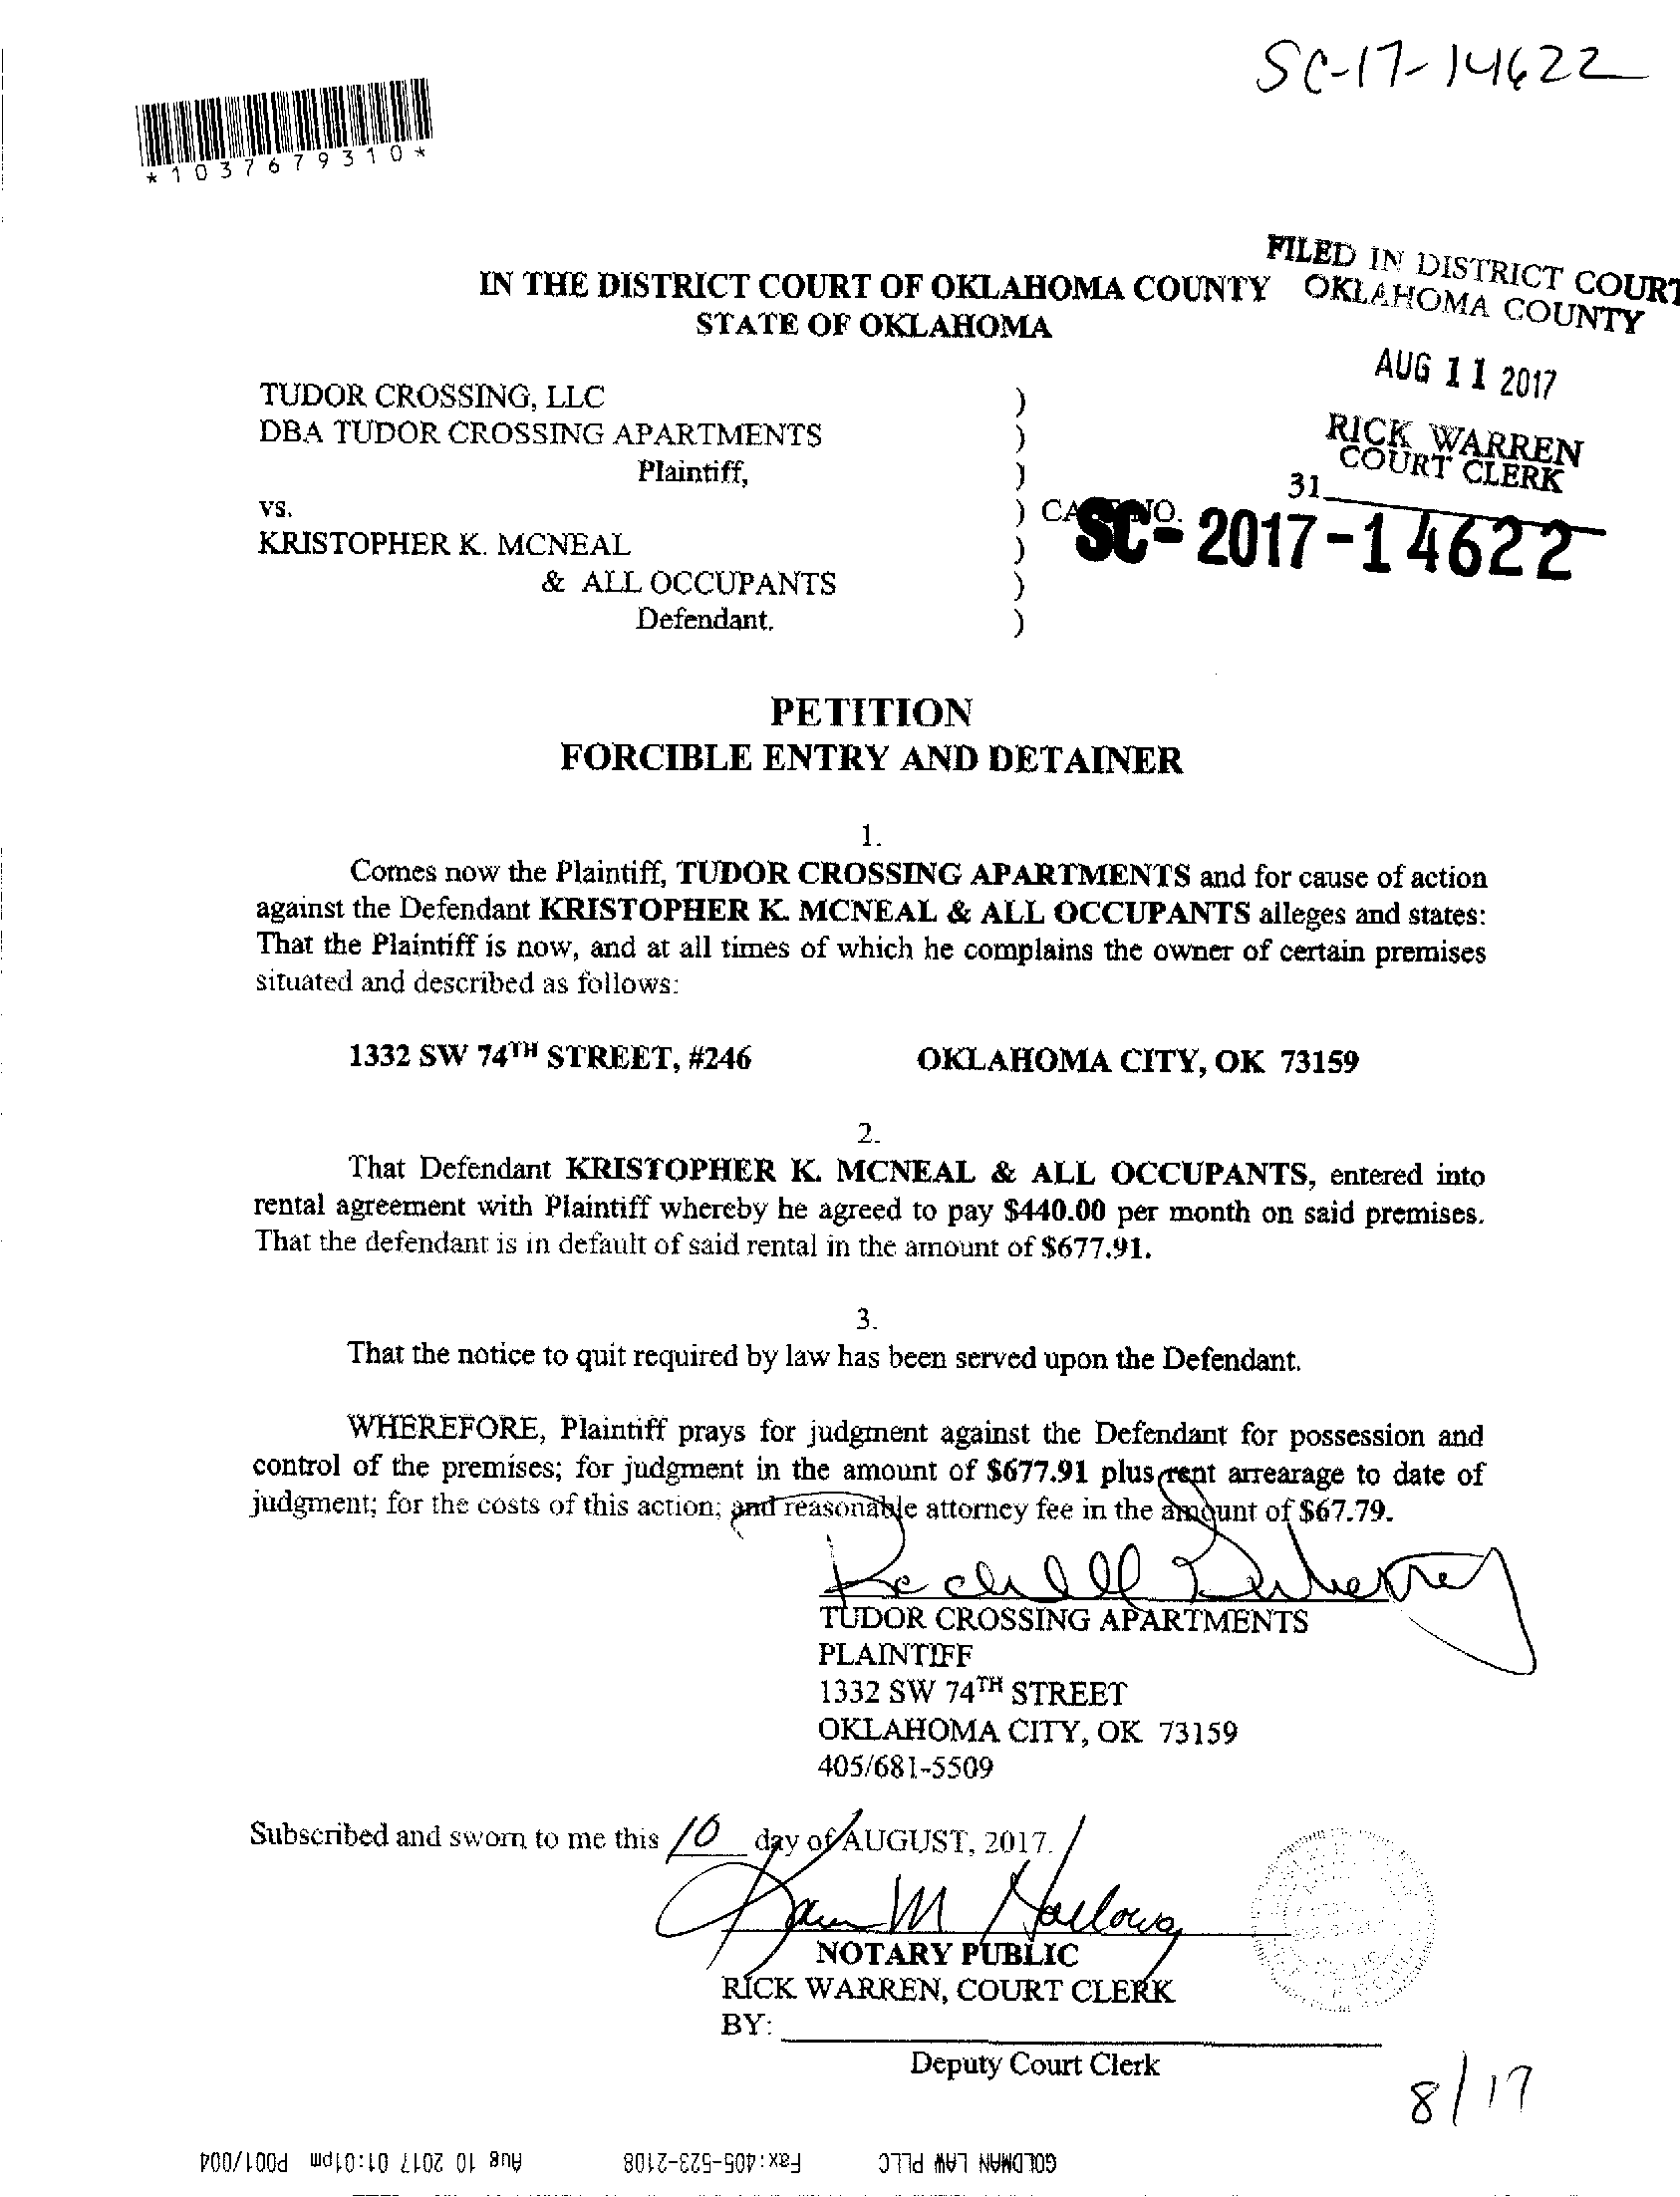 SC-17-14622
*1037679310*
FILED IN DISTRICT COURT
OKLAHOMA COUNTY
IN THE DISTRICT COURT OF OKLAHOMA COUNTY
STATE OF OKLAHOMA
AUG 11 2017
RICK WARREN
COURT CLERK
31
TUDOR CROSSING, LLC )
DBA TUDOR CROSSING APARTMENTS )
Plaintiff, )
vs. ) CASE NO.
SC-2017-14622
KRISTOPHER K. MCNEAL )
& ALL OCCUPANTS )
Defendant. )
PETITION
FORCIBLE ENTRY AND DETAINER
1.
Comes now the Plaintiff, TUDOR CROSSING APARTMENTS and for cause of action
against the Defendant KRISTOPHER K. MCNEAL & ALL OCCUPANTS alleges and states:
That the Plaintiff is now, and at all times of which he complains the owner of certain premises
situated and described as follows:
1332 SW 74TH STREET, #246 OKLAHOMA CITY, OK 73159
2.
That Defendant KRISTOPHER K. MCNEAL & ALL OCCUPANTS, entered into
rental agreement with Plaintiff whereby he agreed to pay $440.00 per month on said premises.
That the defendant is in default of said rental in the amount of $677.91.
3.
That the notice to quit required by law has been served upon the Defendant.
WHEREFORE, Plaintiff prays for judgment against the Defendant for possession and
control of the premises; for judgment in the amount of $677.91 plus rent arrearage to date of
judgment; for the costs of this action; and reasonable attorney fee in the amount of $67.79.
TUDOR CROSSING APARTMENTS
PLAINTIFF
1332 SW 74TH STREET
OKLAHOMA CITY, OK 73159
405/681-5509
Subscribed and sworn to me this 10 day of AUGUST, 2017.
M Holloway
NOTARY PUBLIC
RICK WARREN, COURT CLERK
BY:
Deputy Court Clerk
8/17
GOLDMAN LAW PLLC Fax:405-523-2108 Aug 10 2017 01:01pm P001/004